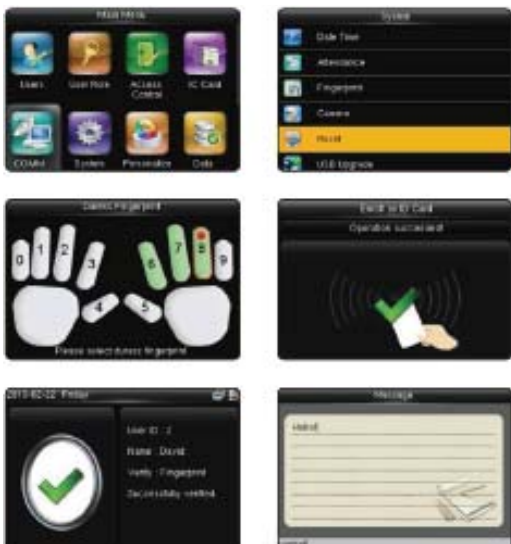 Main Menu
Users
User Role
Access
Control
IC Card
COMM.
System
Personalize
Data
System
Date Time
Attendance
Fingerprint
Camera
Reset
USB Upgrade
Duress Fingerprint
0
1
2
3
4
5
6
7
8
9
Please select duress fingerprint
Enroll in ID Card
Operation successful!
2013-02-22 Friday
User ID : 2
Name : David
Verify : Fingerprint
Successfully verified.
Message